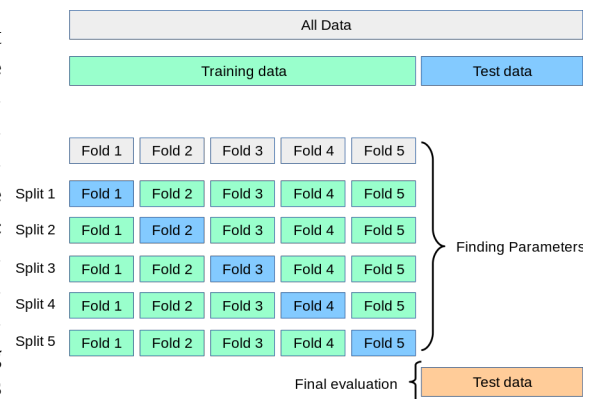 All Data
Training data Test data
Fold 1 Fold 2 Fold 3 Fold 4 Fold 5
Split 1 Fold 1 Fold 2 Fold 3 Fold 4 Fold 5
Split 2 Fold 1 Fold 2 Fold 3 Fold 4 Fold 5
Finding Parameters
Split 3 Fold 1 Fold 2 Fold 3 Fold 4 Fold 5
Split 4 Fold 1 Fold 2 Fold 3 Fold 4 Fold 5
Split 5 Fold 1 Fold 2 Fold 3 Fold 4 Fold 5
Final evaluation Test data